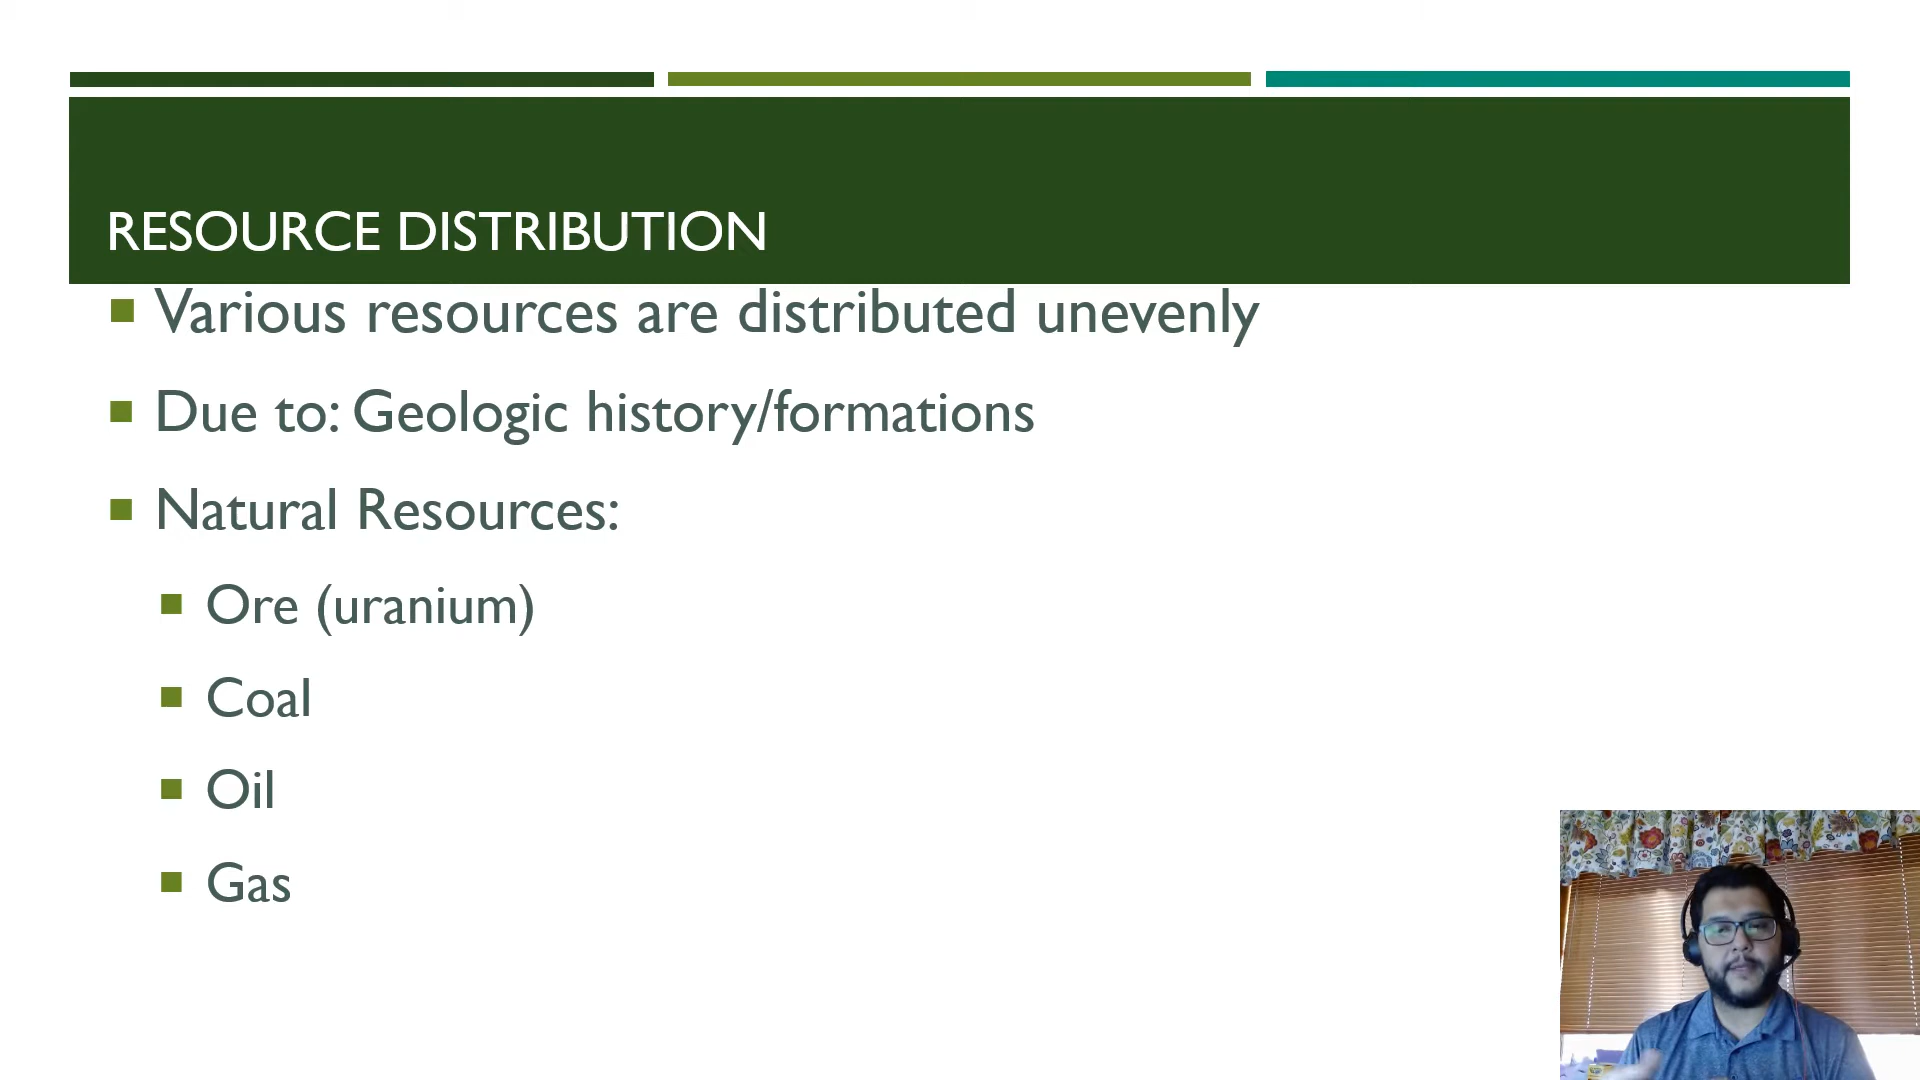 RESOURCE DISTRIBUTION
Various resources are distributed unevenly
Due to: Geologic history/formations
Natural Resources:
Ore (uranium)
Coal
Oil
Gas